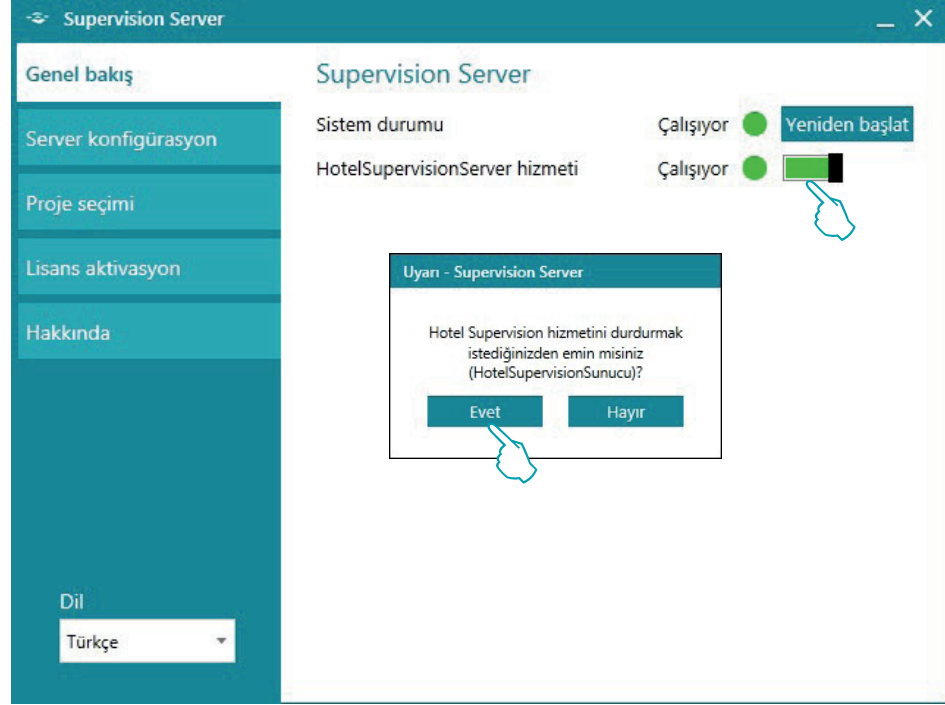 Supervision Server
Genel bakış
Server konfigürasyon
Proje seçimi
Lisans aktivasyon
Hakkında
Dil
Türkçe
Supervision Server
Sistem durumu Çalışıyor Yeniden başlat
HotelSupervisionServer hizmeti Çalışıyor
Uyarı - Supervision Server
Hotel Supervision hizmetini durdurmak
istediğinizden emin misiniz
(HotelSupervisionSunucu)?
Evet Hayır